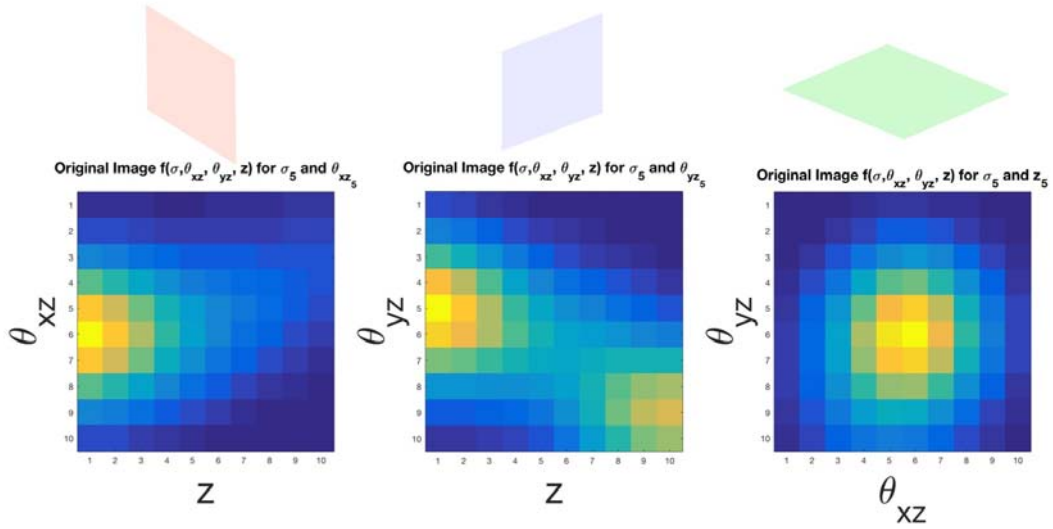 Original Image f(σ,θxz, θyz, z) for σ5 and θxz5
Original Image f(σ,θxz, θyz, z) for σ5 and θyz5
Original Image f(σ,θxz, θyz, z) for σ5 and z5
θxz
1
2
3
4
5
6
7
8
9
10
1 2 3 4 5 6 7 8 9 10
z
θyz
1
2
3
4
5
6
7
8
9
10
1 2 3 4 5 6 7 8 9 10
z
θyz
1
2
3
4
5
6
7
8
9
10
1 2 3 4 5 6 7 8 9 10
θxz